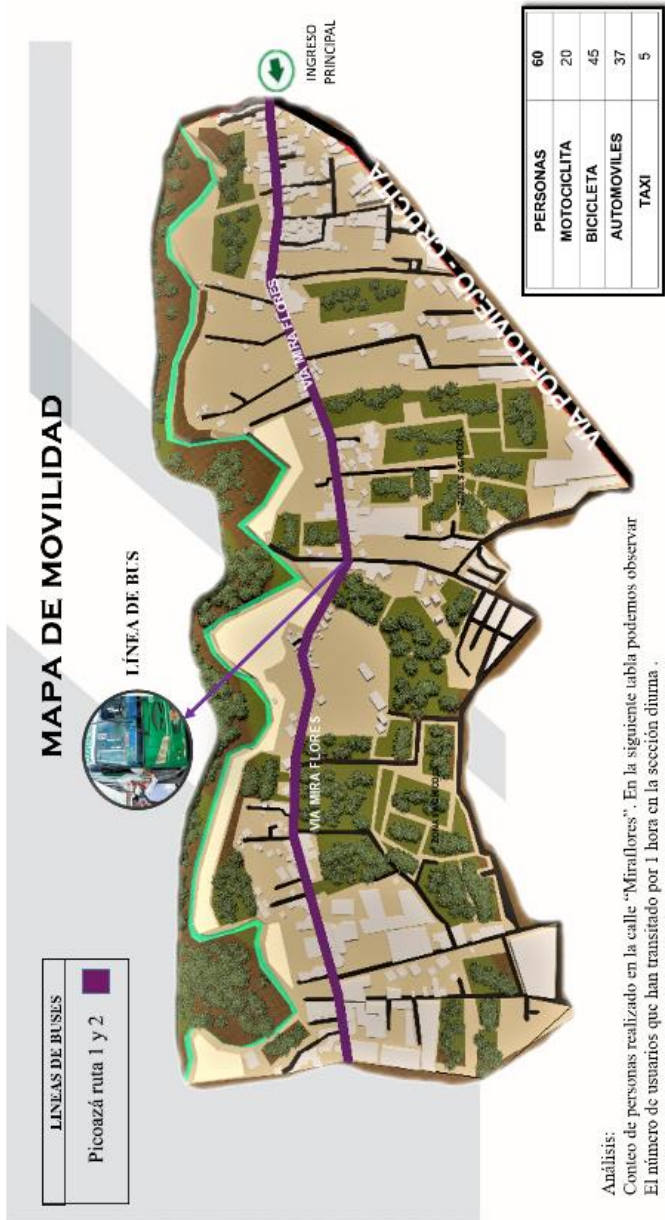 MAPA DE MOVILIDAD
LINEAS DE BUSES
Picoazá ruta 1 y 2
LÍNEA DE BUS
INGRESO
PRINCIPAL
VIA MIRA FLORES
VIA MIRA FLORES
VIA PORTOVIEJO - CRUCITA
PERSONAS 60
MOTOCICLITA 20
BICICLETA 45
AUTOMOVILES 37
TAXI 5
Análisis:
Conteo de personas realizado en la calle “Miraflores”. En la siguiente tabla podemos observar
El número de usuarios que han transitado por 1 hora en la sección diurna .